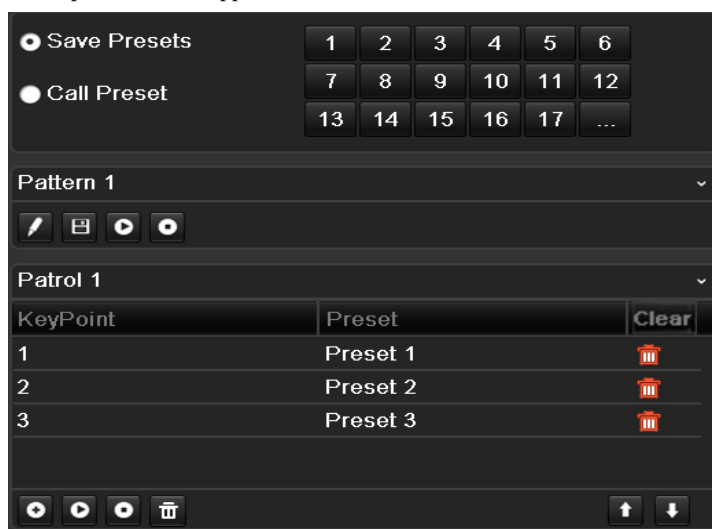 Save Presets
1 2 3 4 5 6
Call Preset
7 8 9 10 11 12
13 14 15 16 17 ...
Pattern 1
Patrol 1
KeyPoint Preset Clear
1 Preset 1
2 Preset 2
3 Preset 3